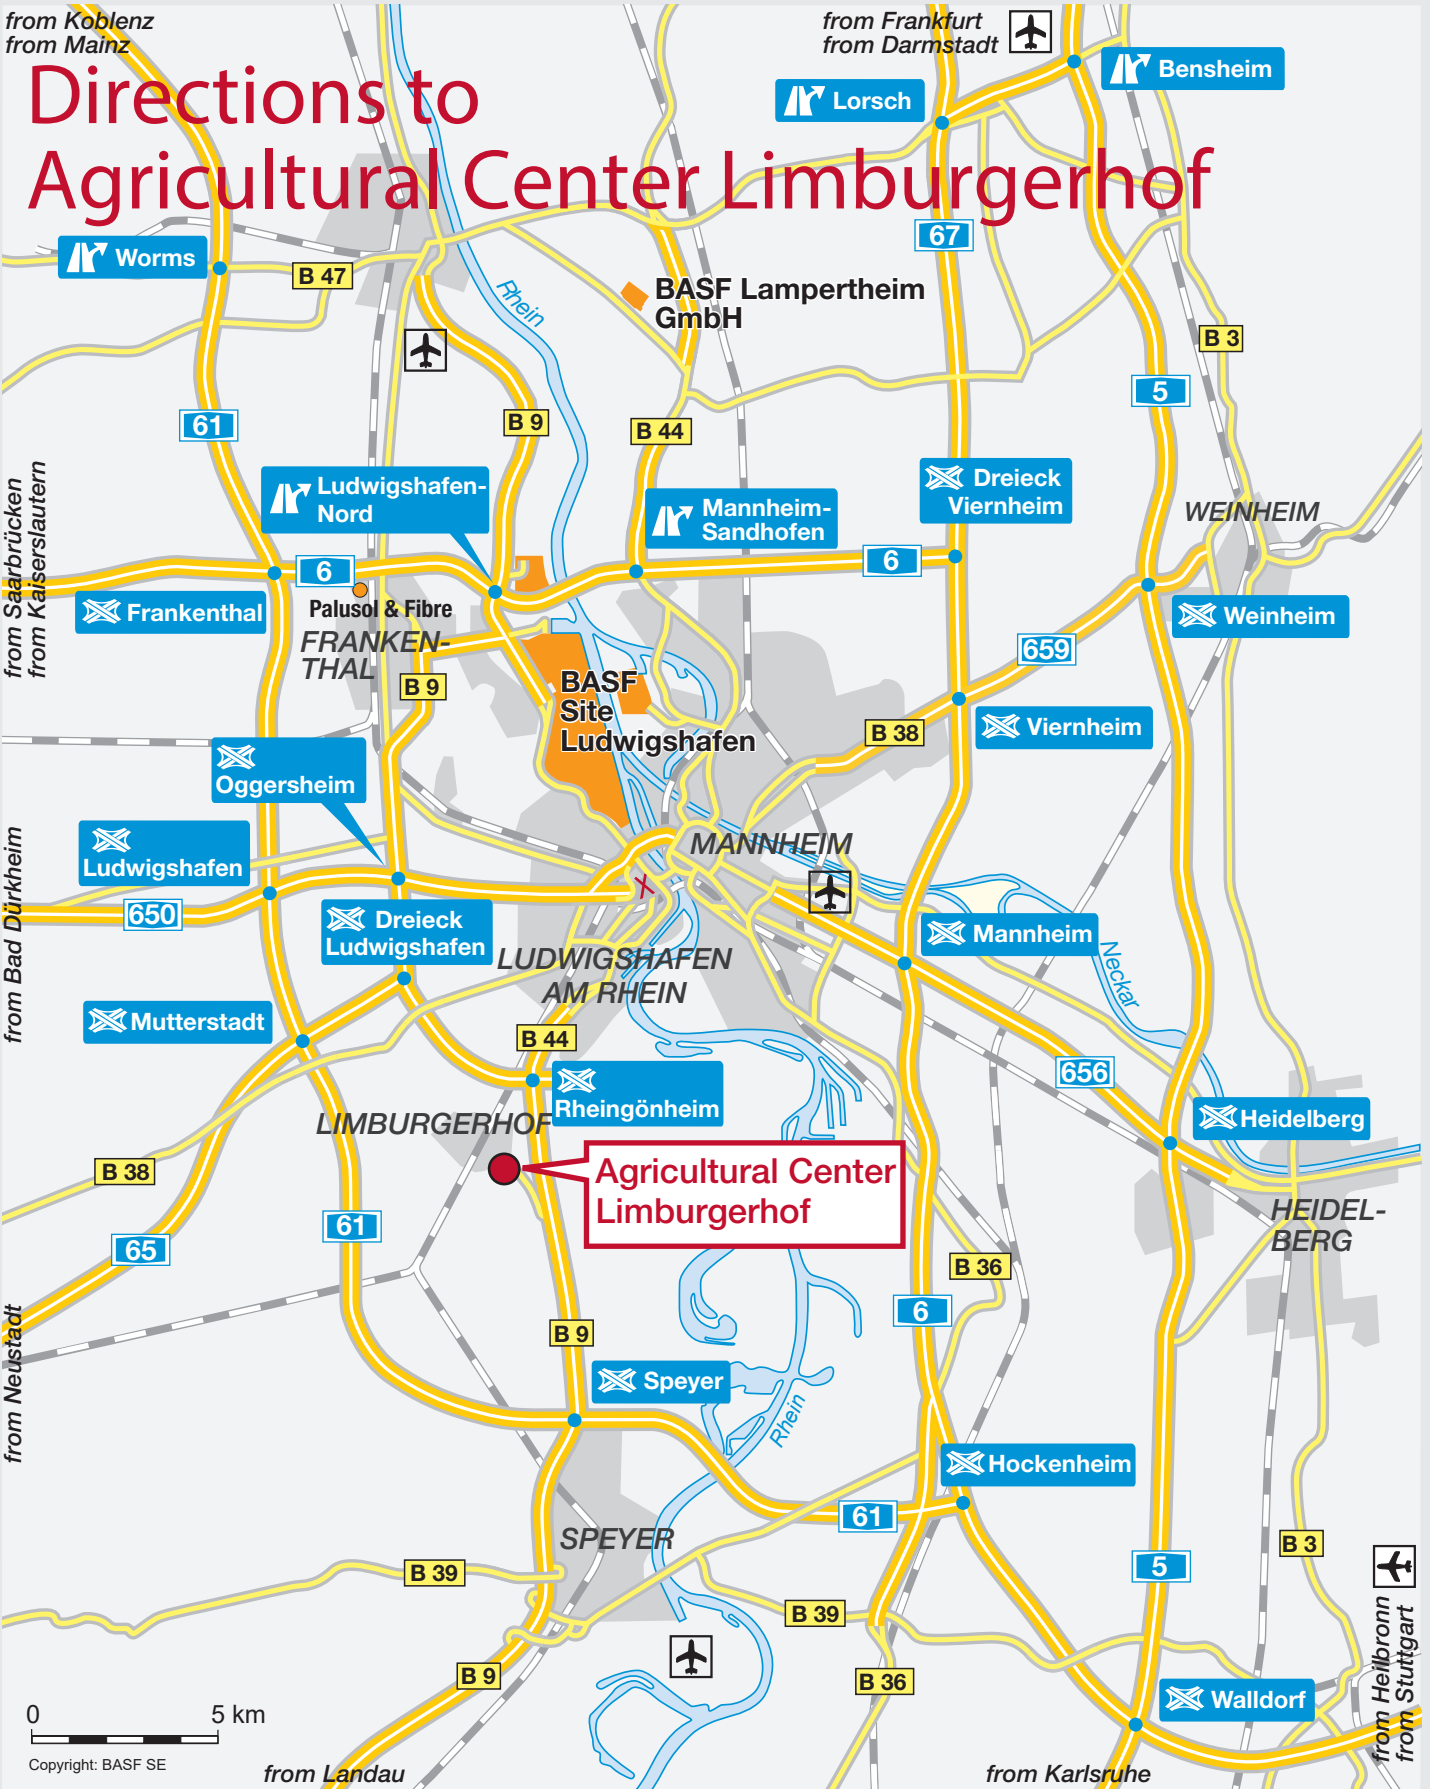 from Koblenz
from Mainz
from Frankfurt
from Darmstadt
Directions to
Agricultural Center Limburgerhof
Bensheim
Lorsch
67
Worms
B 47
Rhein
BASF Lampertheim
GmbH
B 3
5
61
B 9
B 44
from Saarbrücken
from Kaiserslautern
Ludwigshafen-
Nord
Mannheim-
Sandhofen
Dreieck
Viernheim
WEINHEIM
6
6
Frankenthal
Palusol & Fibre
FRANKEN-
THAL
Weinheim
659
B 9
BASF
Site
Ludwigshafen
B 38
Viernheim
Oggersheim
Ludwigshafen
MANNHEIM
from Bad Dürkheim
650
Dreieck
Ludwigshafen
Mannheim
LUDWIGSHAFEN
AM RHEIN
Neckar
Mutterstadt
B 44
656
Rheingönheim
Heidelberg
LIMBURGERHOF
B 38
Agricultural Center
Limburgerhof
61
65
HEIDEL-
BERG
B 36
6
from Neustadt
B 9
Speyer
Rhein
Hockenheim
61
SPEYER
B 3
5
B 39
B 39
from Heilbronn
from Stuttgart
B 9
B 36
Walldorf
0 5 km
Copyright: BASF SE
from Landau
from Karlsruhe